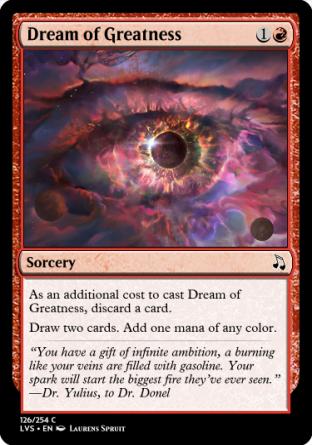 Dream of Greatness 1
Sorcery
As an additional cost to cast Dream of
Greatness, discard a card.
Draw two cards. Add one mana of any color.
“You have a gift of infinite ambition, a burning
like your veins are filled with gasoline. Your
spark will start the biggest fire they’ve ever seen.”
—Dr. Yulius, to Dr. Donel
126/254 C
LVS • EN Laurens Spruit